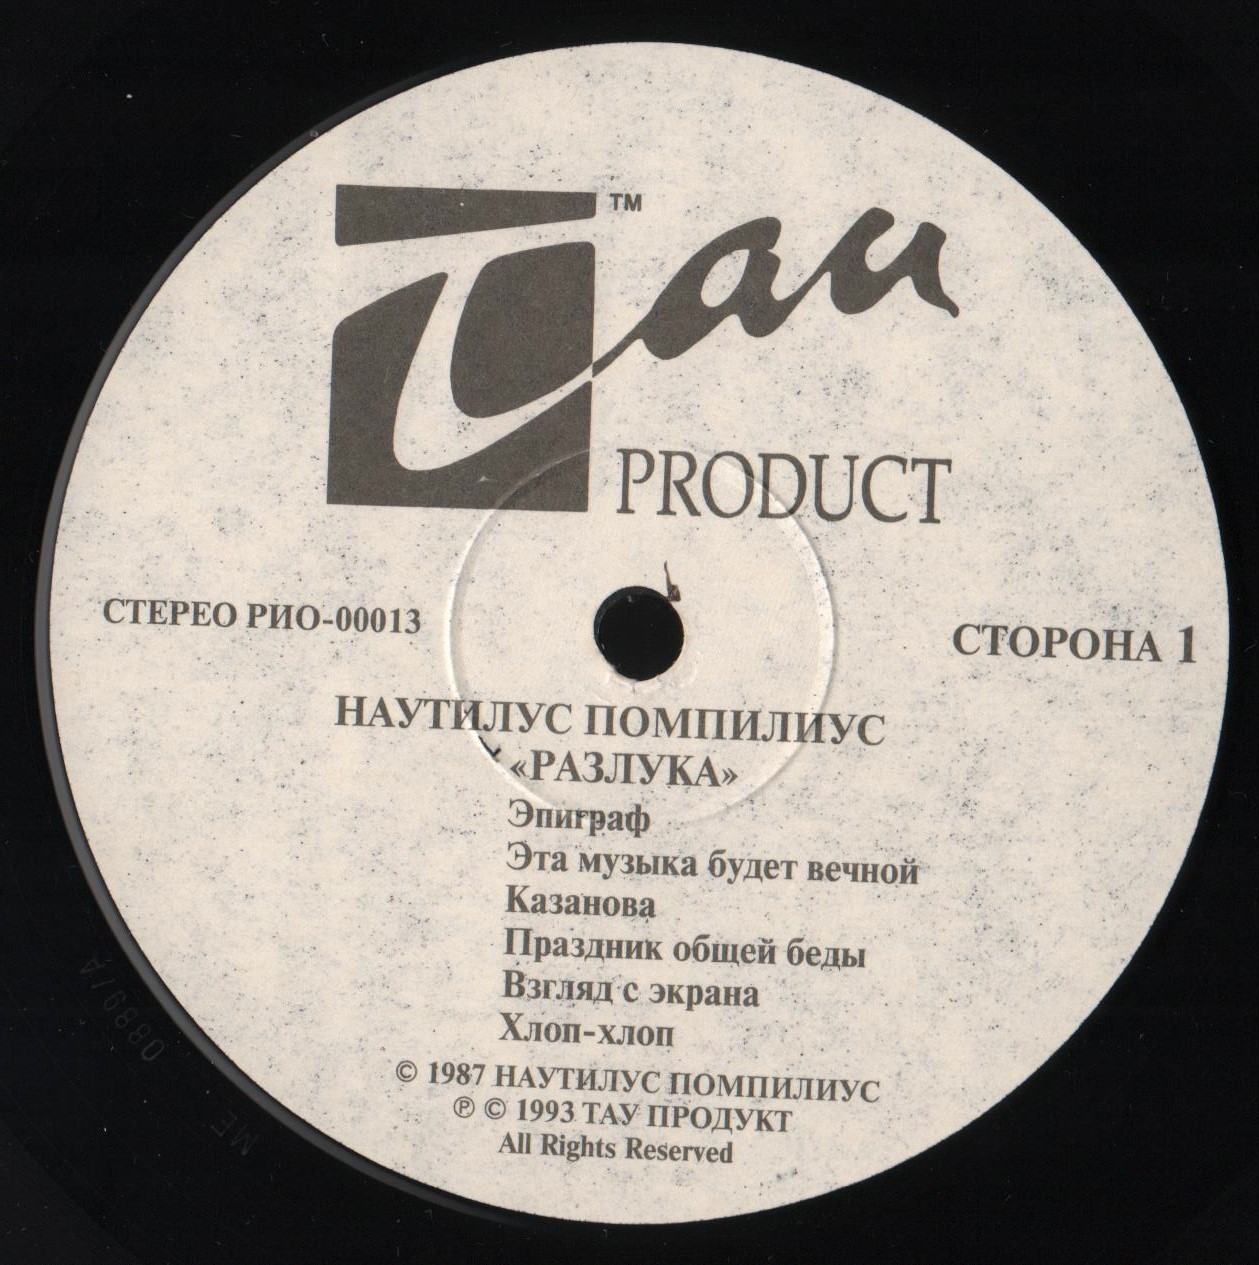 Тау
TM
PRODUCT
СТЕРЕО РИО-00013
СТОРОНА 1
НАУТИЛУС ПОМПИЛИУС
«РАЗЛУКА»
Эпиграф
Эта музыка будет вечной
Казанова
Праздник общей беды
Взгляд с экрана
Хлоп-хлоп
© 1987 НАУТИЛУС ПОМПИЛИУС
℗ © 1993 ТАУ ПРОДУКТ
All Rights Reserved